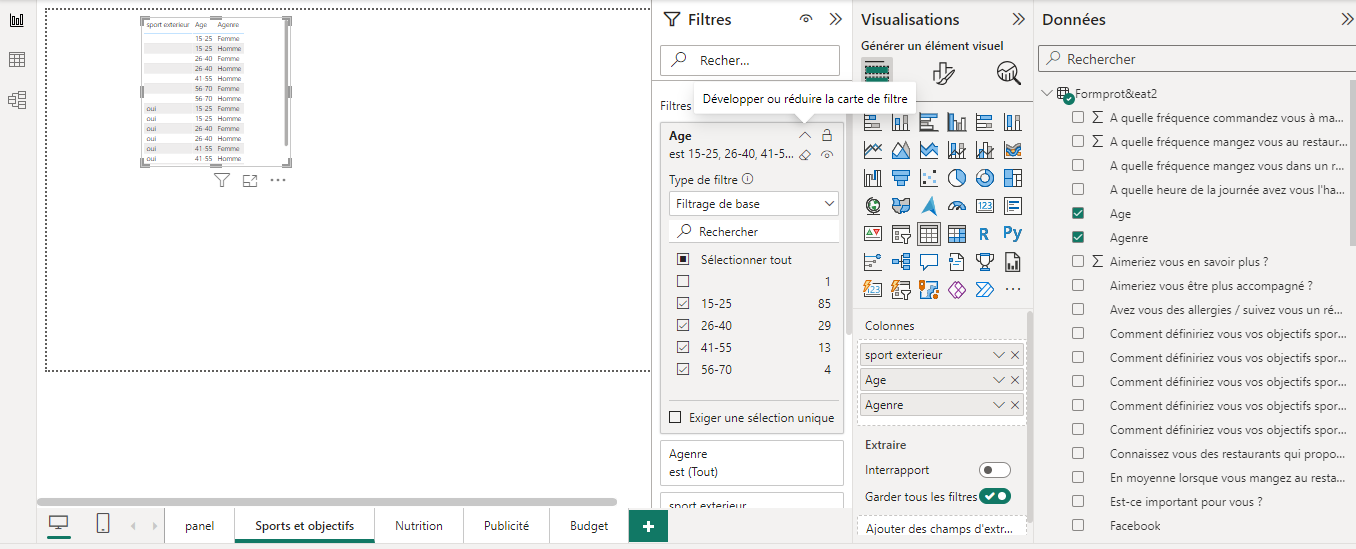 sport exterieur Age Agenre
15-25 Femme
15-25 Homme
26-40 Femme
26-40 Homme
41-55 Homme
56-70 Femme
56-70 Homme
oui 15-25 Femme
oui 15-25 Homme
oui 26-40 Femme
oui 26-40 Homme
oui 41-55 Femme
oui 41-55 Homme
Filtres
Recher...
Filtres
Développer ou réduire la carte de filtre
Age
est 15-25, 26-40, 41-5...
Type de filtre
Filtrage de base
Rechercher
Sélectionner tout
1
15-25 85
26-40 29
41-55 13
56-70 4
Exiger une sélection unique
Agenre
est (Tout)
sport exterieur
Visualisations
Générer un élément visuel
123
R Py
123
Colonnes
sport exterieur
Age
Agenre
Extraire
Interrapport
Garder tous les filtres
Ajouter des champs d'extr...
Données
Rechercher
Formprot&eat2
A quelle fréquence commandez vous à ma...
A quelle fréquence mangez vous au restaur...
A quelle fréquence mangez vous dans un r...
A quelle heure de la journée avez vous l'ha...
Age
Agenre
Aimeriez vous en savoir plus ?
Aimeriez vous être plus accompagné ?
Avez vous des allergies / suivez vous un ré...
Comment définiriez vous vos objectifs spor...
Comment définiriez vous vos objectifs spor...
Comment définiriez vous vos objectifs spor...
Comment définiriez vous vos objectifs spor...
Comment définiriez vous vos objectifs spor...
Connaissez vous des restaurants qui propo...
En moyenne lorsque vous mangez au resta...
Est-ce important pour vous ?
Facebook
panel
Sports et objectifs
Nutrition
Publicité
Budget